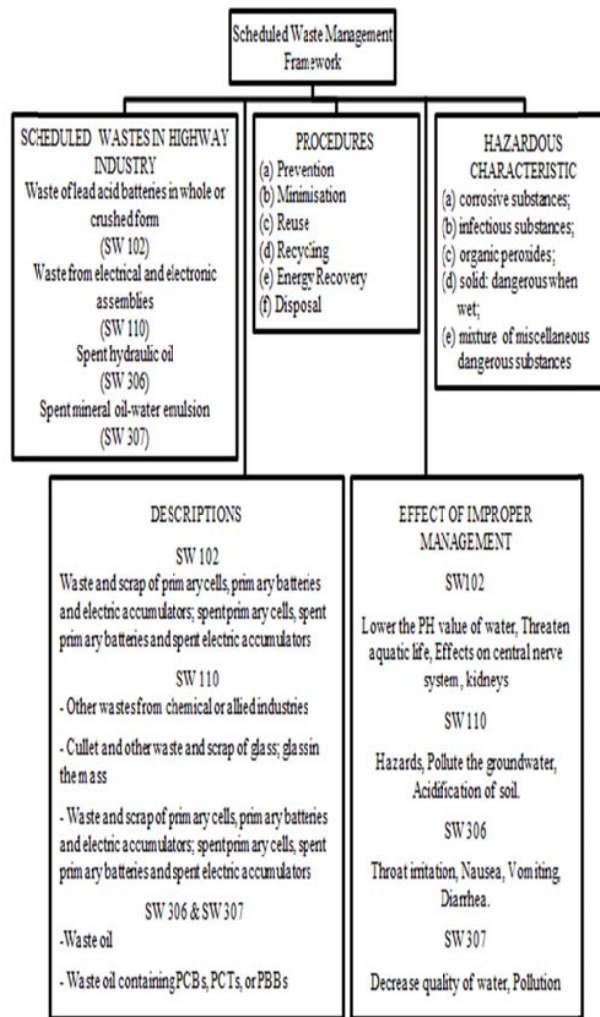 Scheduled Waste Management
Framework
SCHEDULED WASTES IN HIGHWAY
INDUSTRY
Waste of lead acid batteries in whole or
crushed form
(SW 102)
Waste from electrical and electronic
assemblies
(SW 110)
Spent hydraulic oil
(SW 306)
Spent mineral oil-water emulsion
(SW 307)
PROCEDURES
(a) Prevention
(b) Minimisation
(c) Reuse
(d) Recycling
(e) Energy Recovery
(f) Disposal
HAZARDOUS
CHARACTERISTIC
(a) corrosive substances;
(b) infectious substances;
(c) organic peroxides;
(d) solid: dangerous when
wet;
(e) mixture of miscellaneous
dangerous substances
DESCRIPTIONS
SW 102
Waste and scrap of primary cells, primary batteries
and electric accumulators; spent primary cells, spent
primary batteries and spent electric accumulators
SW 110
- Other wastes from chemical or allied industries
- Cullet and other waste and scrap of glass; glass in
the mass
- Waste and scrap of primary cells, primary batteries
and electric accumulators; spent primary cells, spent
primary batteries and spent electric accumulators
SW 306 & SW 307
-Waste oil
- Waste oil containing PCBs, PCTs, or PBBs
EFFECT OF IMPROPER
MANAGEMENT
SW102
Lower the PH value of water, Threaten
aquatic life, Effects on central nerve
system , kidneys
SW 110
Hazards, Pollute the groundwater,
Acidification of soil.
SW 306
Throat irritation, Nausea, Vomiting,
Diarrhea.
SW 307
Decrease quality of water, Pollution